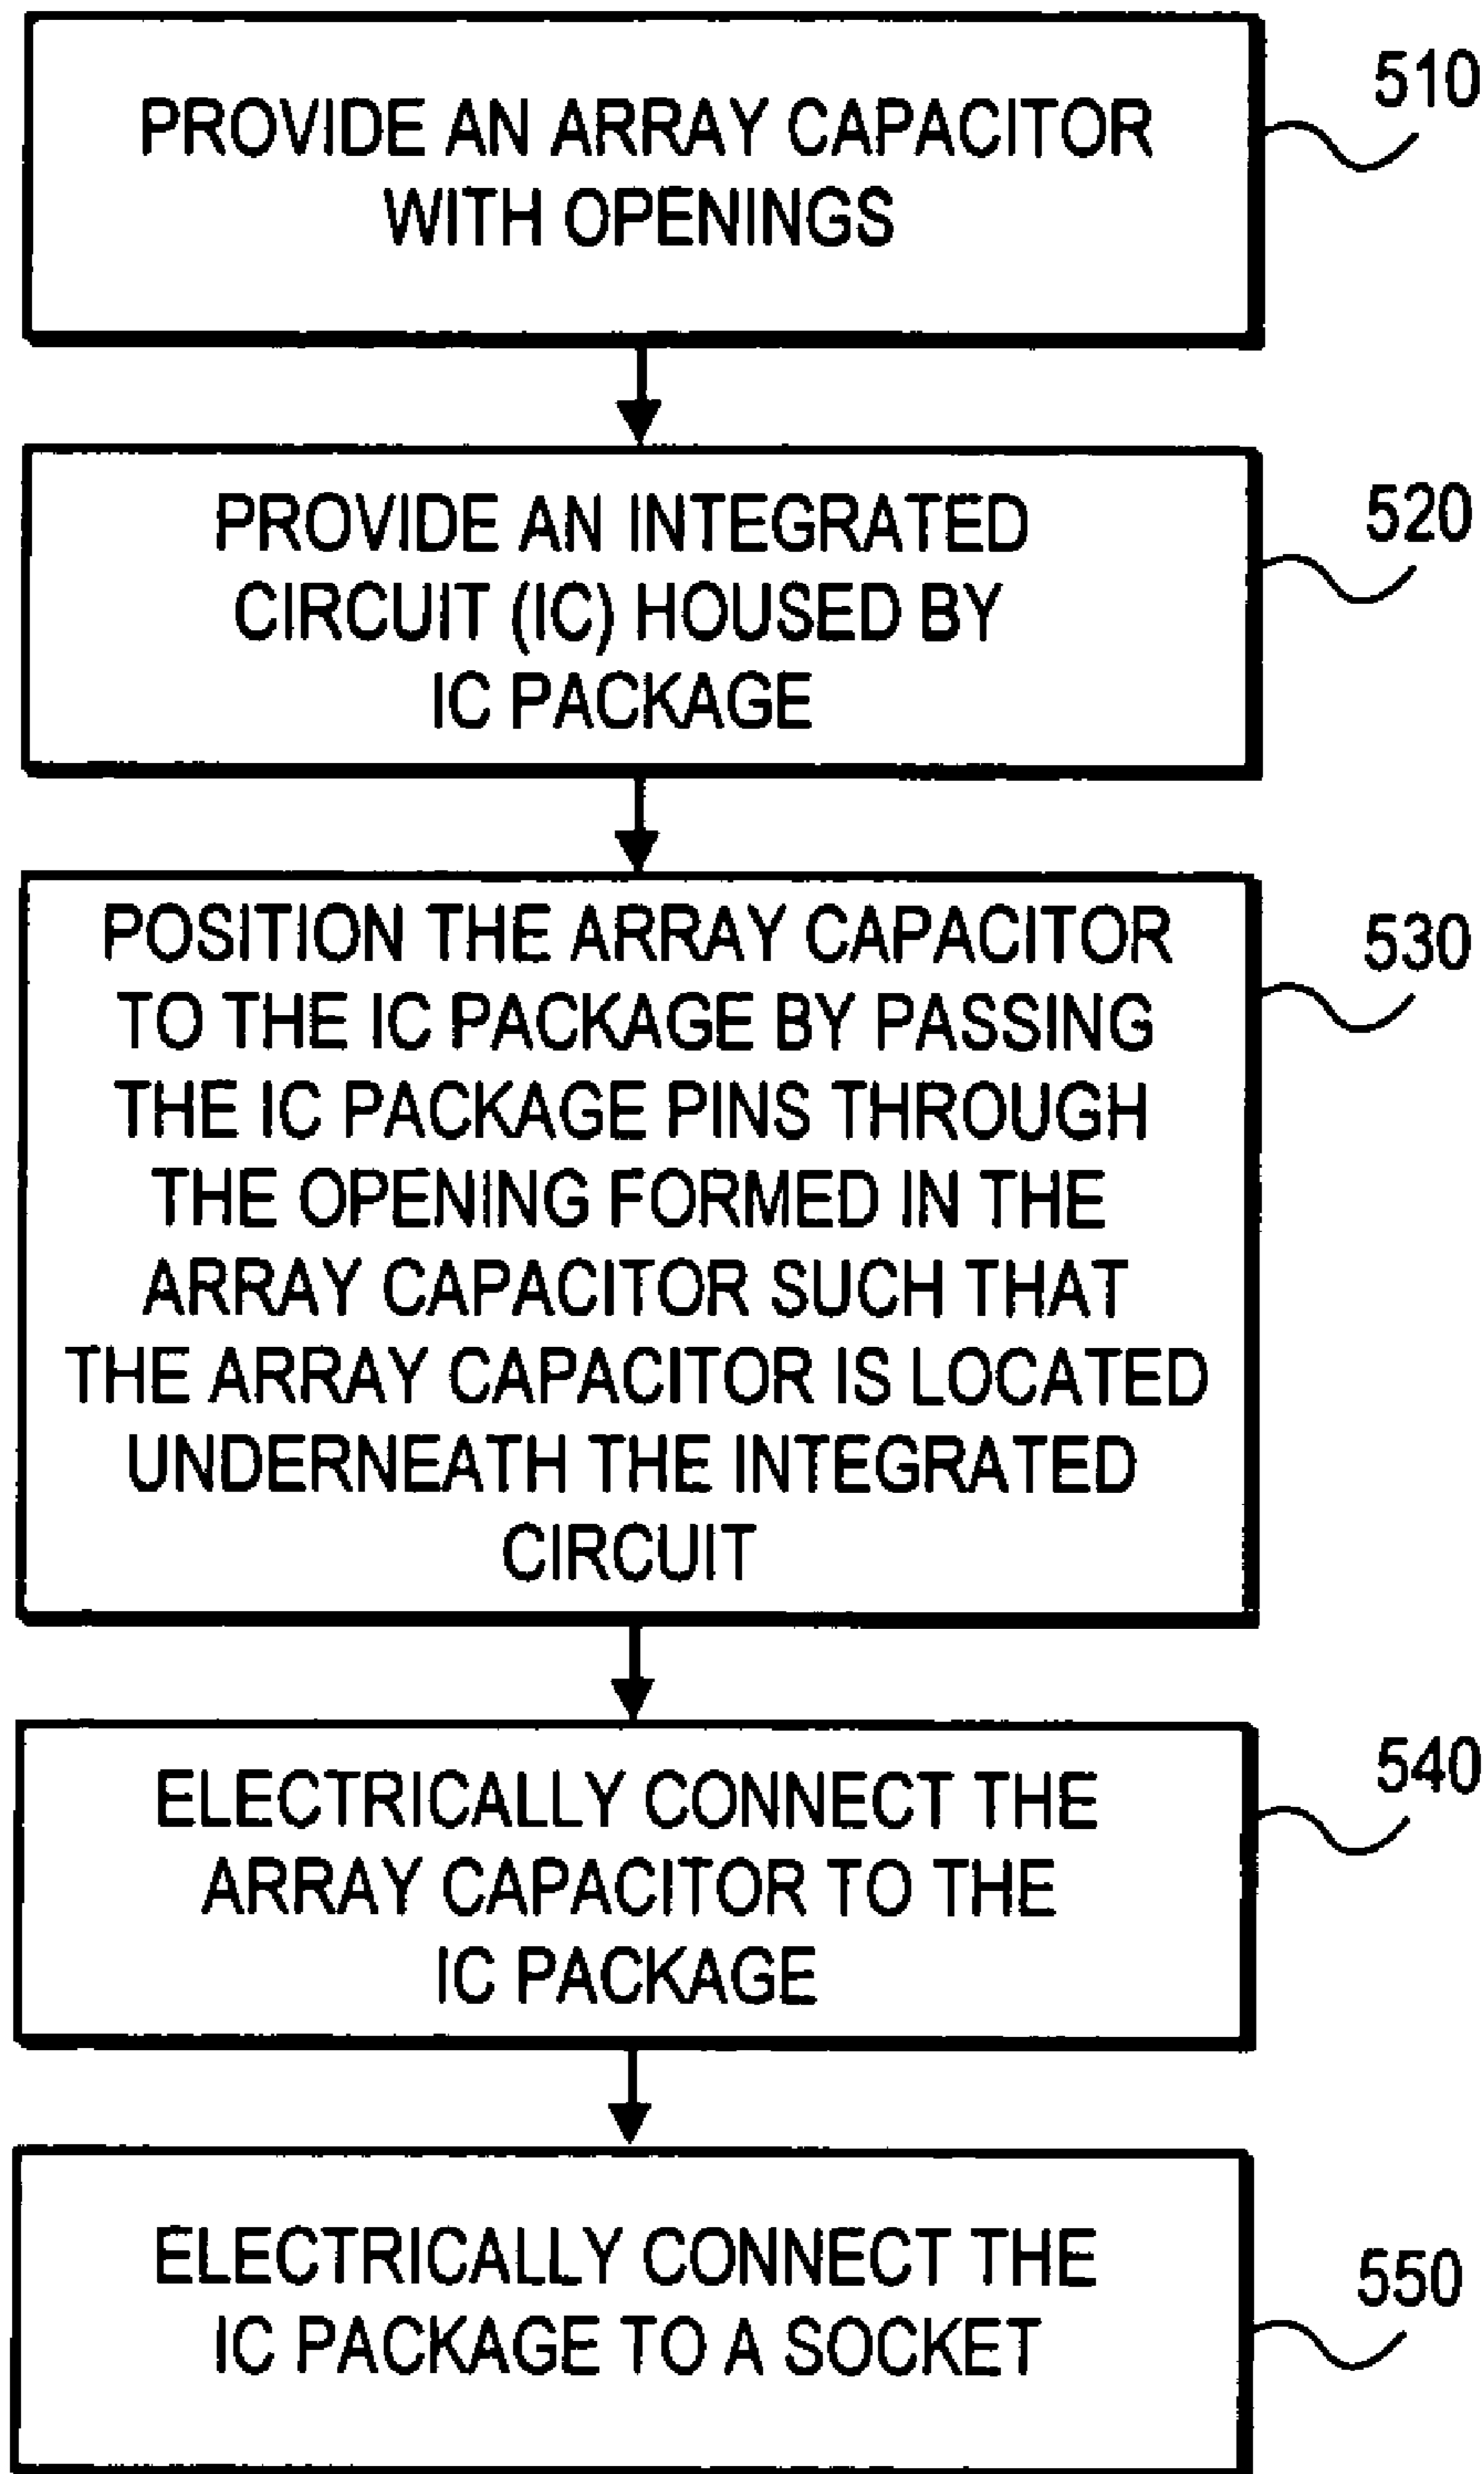 PROVIDE AN ARRAY CAPACITOR
WITH OPENINGS
510
PROVIDE AN INTEGRATED
CIRCUIT (IC) HOUSED BY
IC PACKAGE
520
POSITION THE ARRAY CAPACITOR
TO THE IC PACKAGE BY PASSING
THE IC PACKAGE PINS THROUGH
THE OPENING FORMED IN THE
ARRAY CAPACITOR SUCH THAT
THE ARRAY CAPACITOR IS LOCATED
UNDERNEATH THE INTEGRATED
CIRCUIT
530
ELECTRICALLY CONNECT THE
ARRAY CAPACITOR TO THE
IC PACKAGE
540
ELECTRICALLY CONNECT THE
IC PACKAGE TO A SOCKET
550